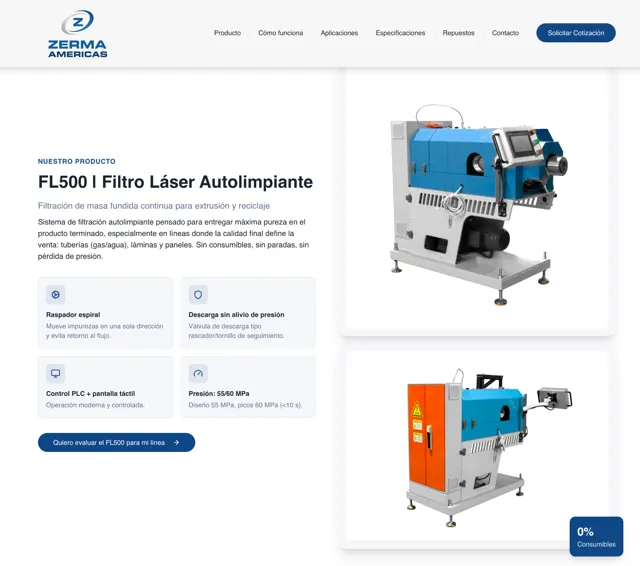 Z
ZERMA
AMERICAS
Producto
Cómo funciona
Aplicaciones
Especificaciones
Repuestos
Contacto
Solicitar Cotización
NUESTRO PRODUCTO
FL500 | Filtro Láser Autolimpiante
Filtración de masa fundida continua para extrusión y reciclaje
Sistema de filtración autolimpiante pensado para entregar máxima pureza en el
producto terminado, especialmente en líneas donde la calidad final define la
venta: tuberías (gas/agua), láminas y paneles. Sin consumibles, sin paradas, sin
pérdida de presión.
Raspador espiral
Mueve impurezas en una sola dirección
y evita retorno al flujo.
Descarga sin alivio de presión
Válvula de descarga tipo
rascador/tornillo de seguimiento.
Control PLC + pantalla táctil
Operación moderna y controlada.
Presión: 55/60 MPa
Diseño 55 MPa, picos 60 MPa (<10 s).
Quiero evaluar el FL500 para mi línea →
0%
Consumibles